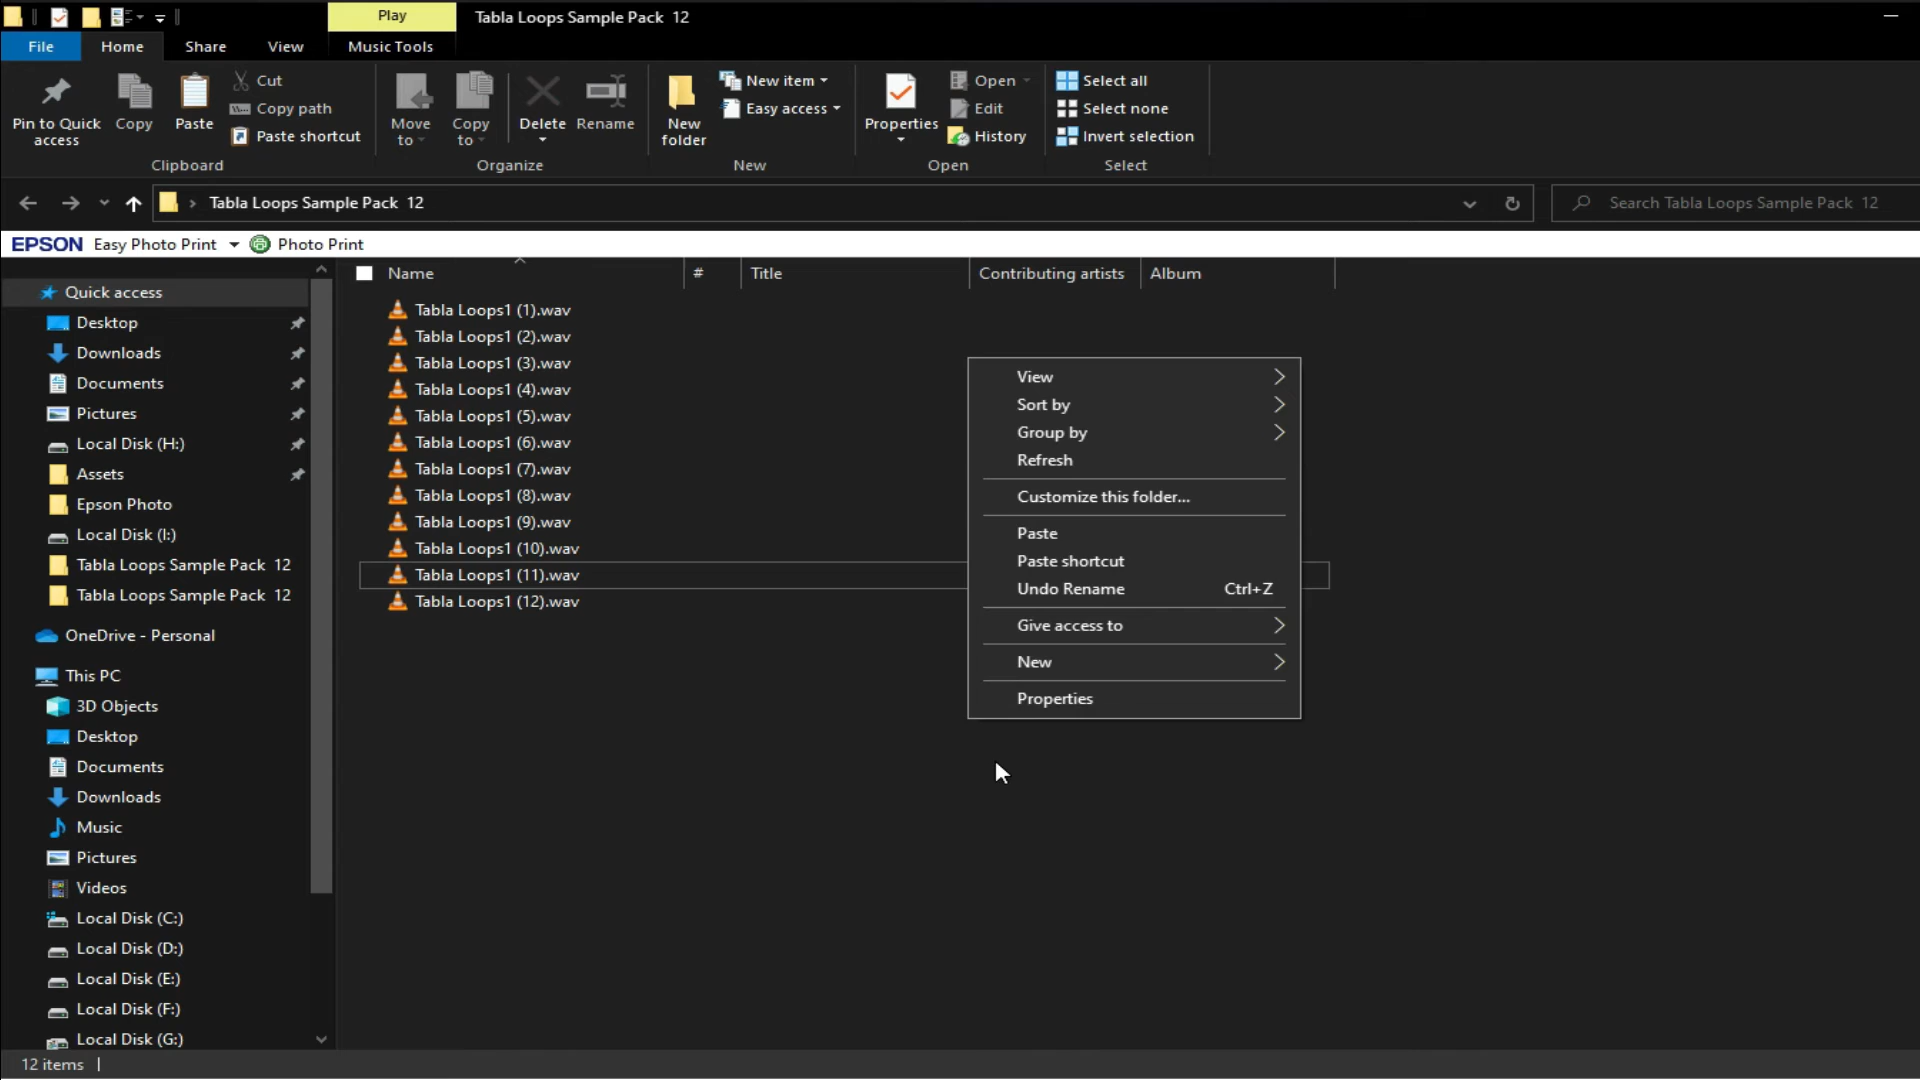 Play
Tabla Loops Sample Pack  12
File
Home
Share
View
Music Tools
Pin to Quick
access
Copy
Paste
Cut
Copy path
Paste shortcut
Clipboard
Move
to
Copy
to
Delete
Rename
Organize
New
folder
New item
Easy access
New
Properties
Open
Edit
History
Open
Select all
Select none
Invert selection
Select
Tabla Loops Sample Pack  12
Search Tabla Loops Sample Pack  12
EPSON Easy Photo Print
Photo Print
Name
#
Title
Contributing artists
Album
Quick access
Desktop
Downloads
Documents
Pictures
Local Disk (H:)
Assets
Epson Photo
Local Disk (I:)
Tabla Loops Sample Pack  12
Tabla Loops Sample Pack  12
OneDrive - Personal
This PC
3D Objects
Desktop
Documents
Downloads
Music
Pictures
Videos
Local Disk (C:)
Local Disk (D:)
Local Disk (E:)
Local Disk (F:)
Local Disk (G:)
Tabla Loops1 (1).wav
Tabla Loops1 (2).wav
Tabla Loops1 (3).wav
Tabla Loops1 (4).wav
Tabla Loops1 (5).wav
Tabla Loops1 (6).wav
Tabla Loops1 (7).wav
Tabla Loops1 (8).wav
Tabla Loops1 (9).wav
Tabla Loops1 (10).wav
Tabla Loops1 (11).wav
Tabla Loops1 (12).wav
View
Sort by
Group by
Refresh
Customize this folder...
Paste
Paste shortcut
Undo Rename Ctrl+Z
Give access to
New
Properties
12 items